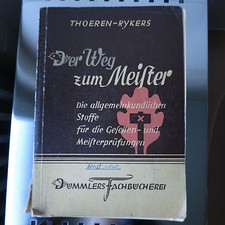 THOEREN-RYKERS
Der Weg
zum Meister
Die allgemeinkundlichen
Stoffe
für die Gesellen- und
Meisterprüfungen
DÜMMLERS FACHBÜCHEREI